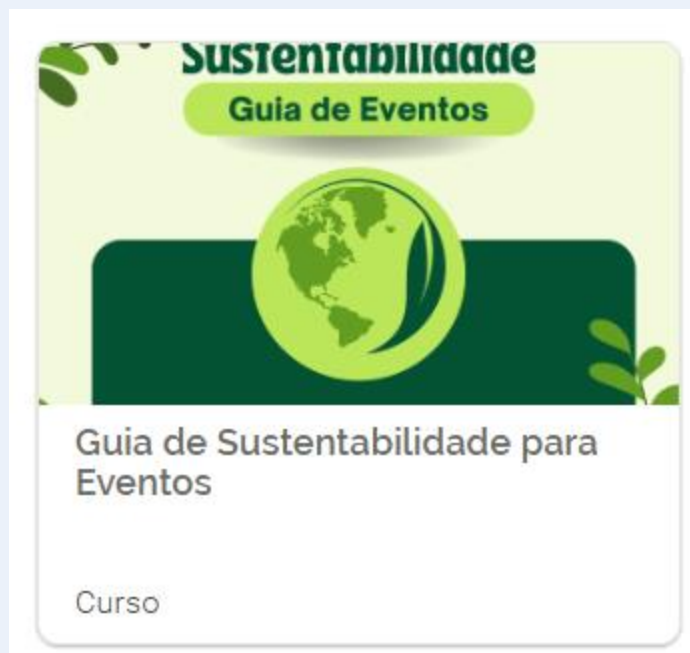 Sustentabilidade
Guia de Eventos
Guia de Sustentabilidade para
Eventos
Curso